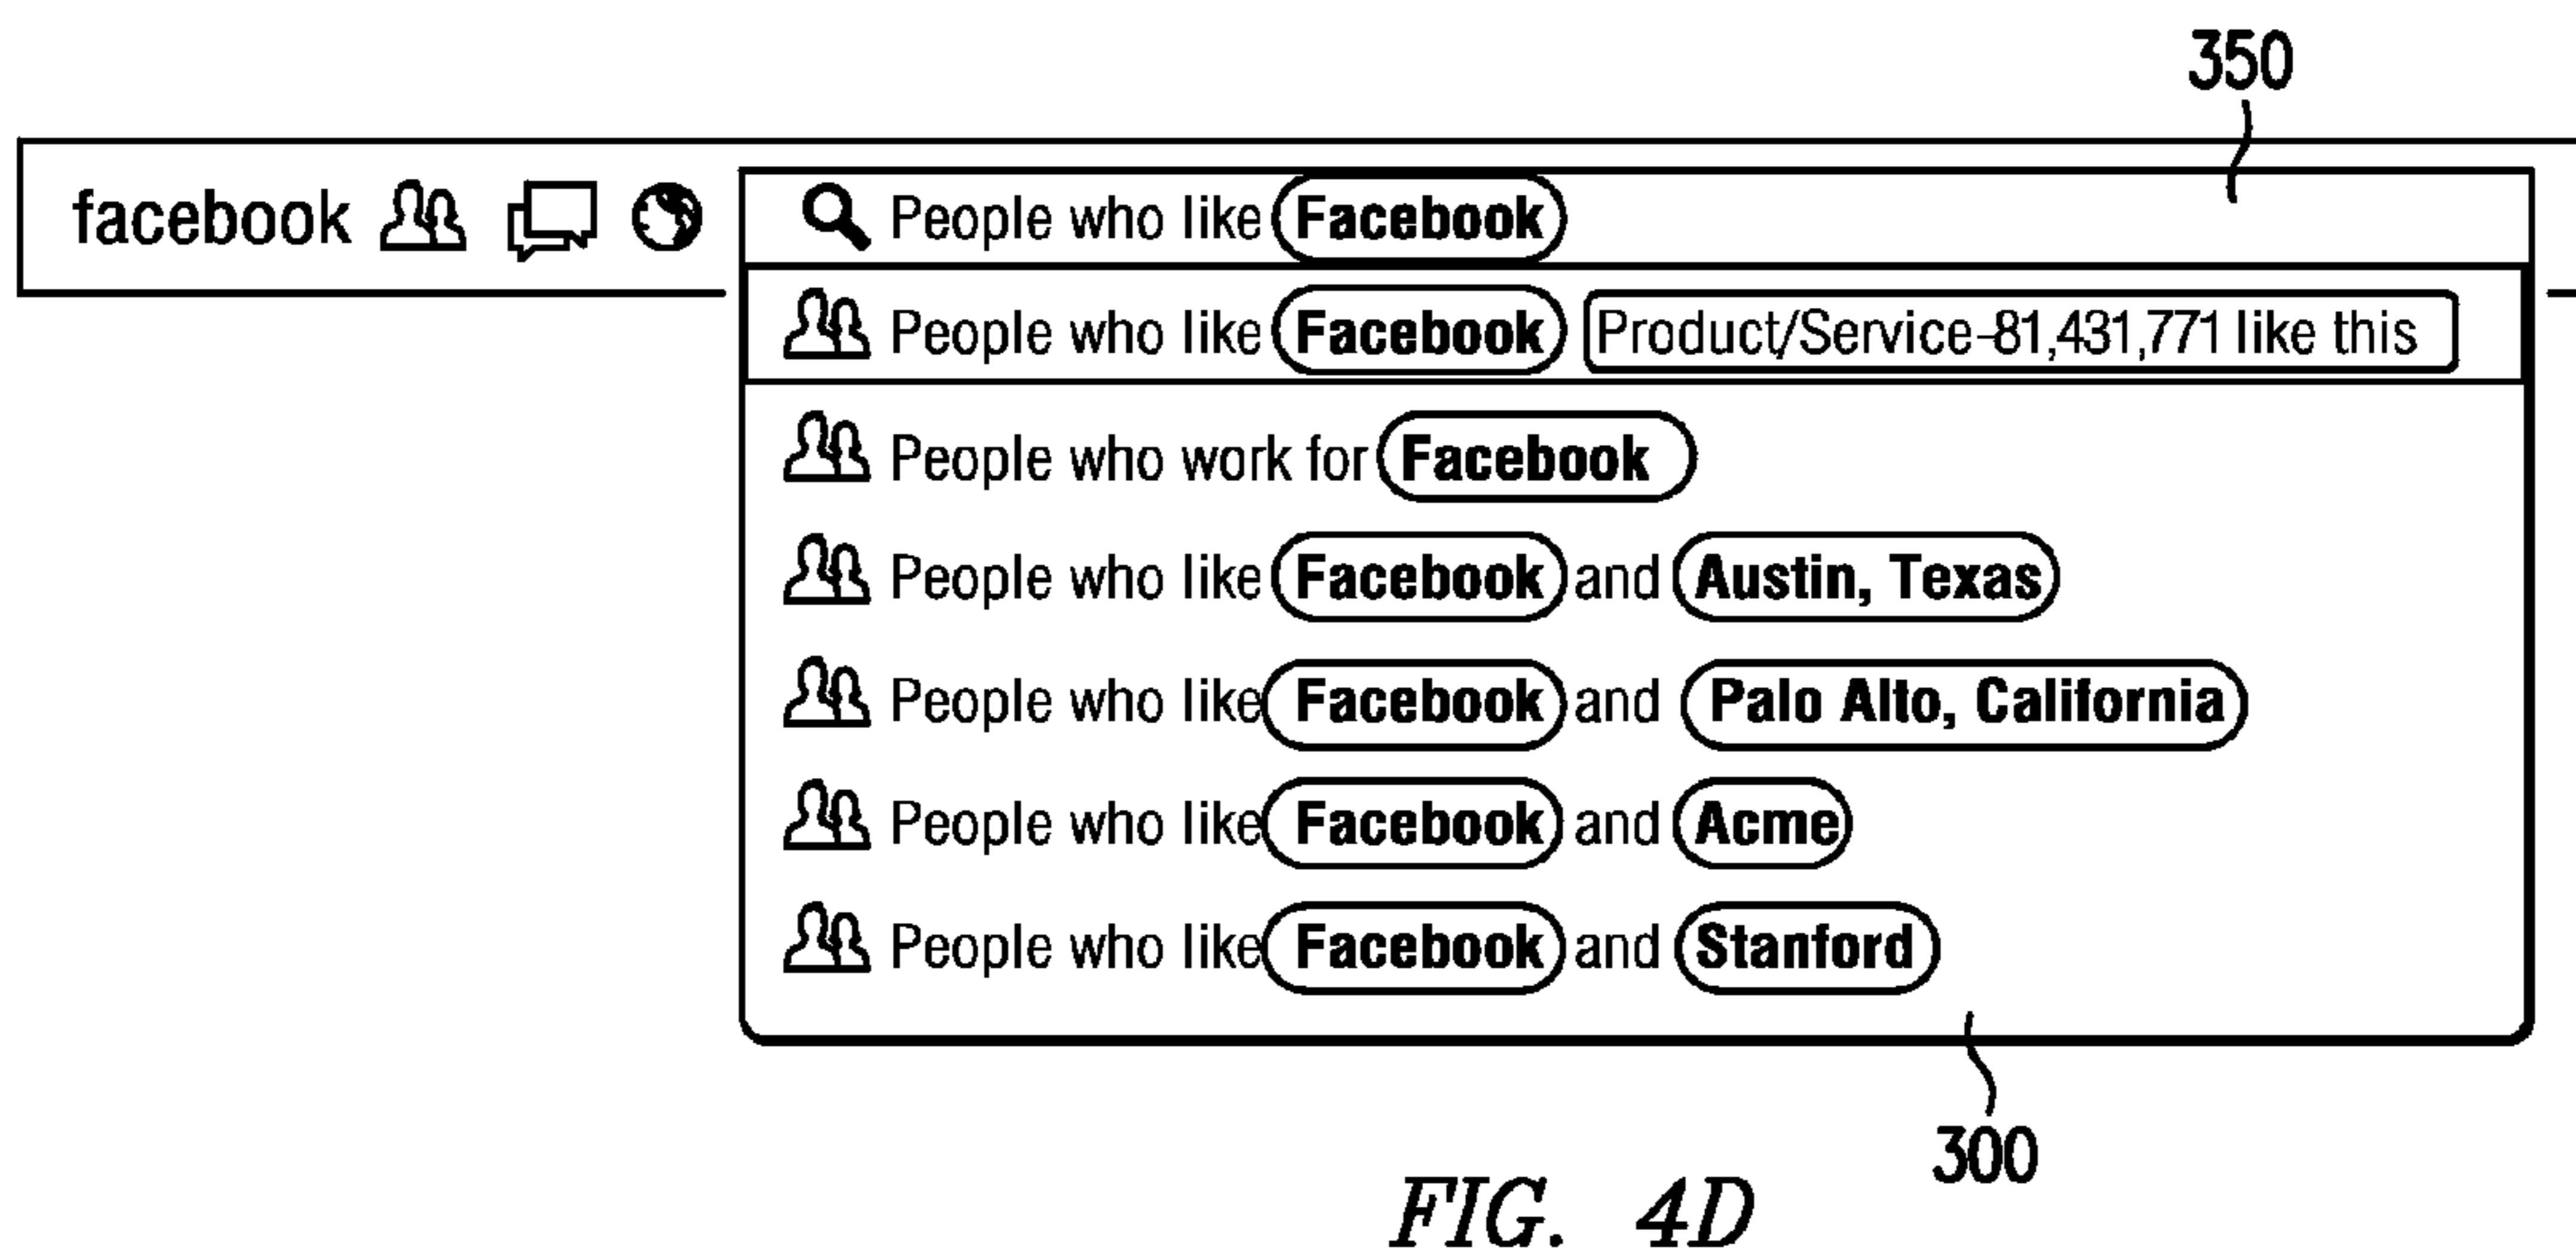 350
facebook People who like Facebook
People who like Facebook Product/Service-81,431,771 like this
People who work for Facebook
People who like Facebook and Austin, Texas
People who like Facebook and Palo Alto, California
People who like Facebook and Acme
People who like Facebook and Stanford
300
FIG. 4D